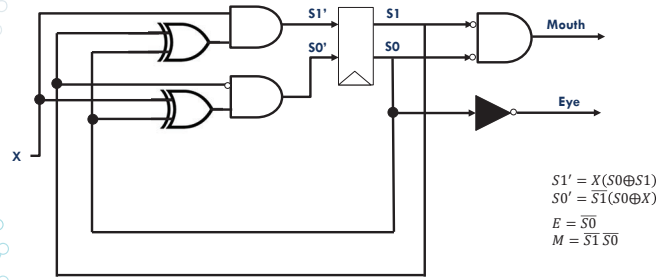 S1' S1
Mouth
S0' S0
Eye
X
S1' = X(S0⊕S1)
S0' = S̅1̅(S0⊕X)
E = S̅0̅
M = S̅1̅ S̅0̅